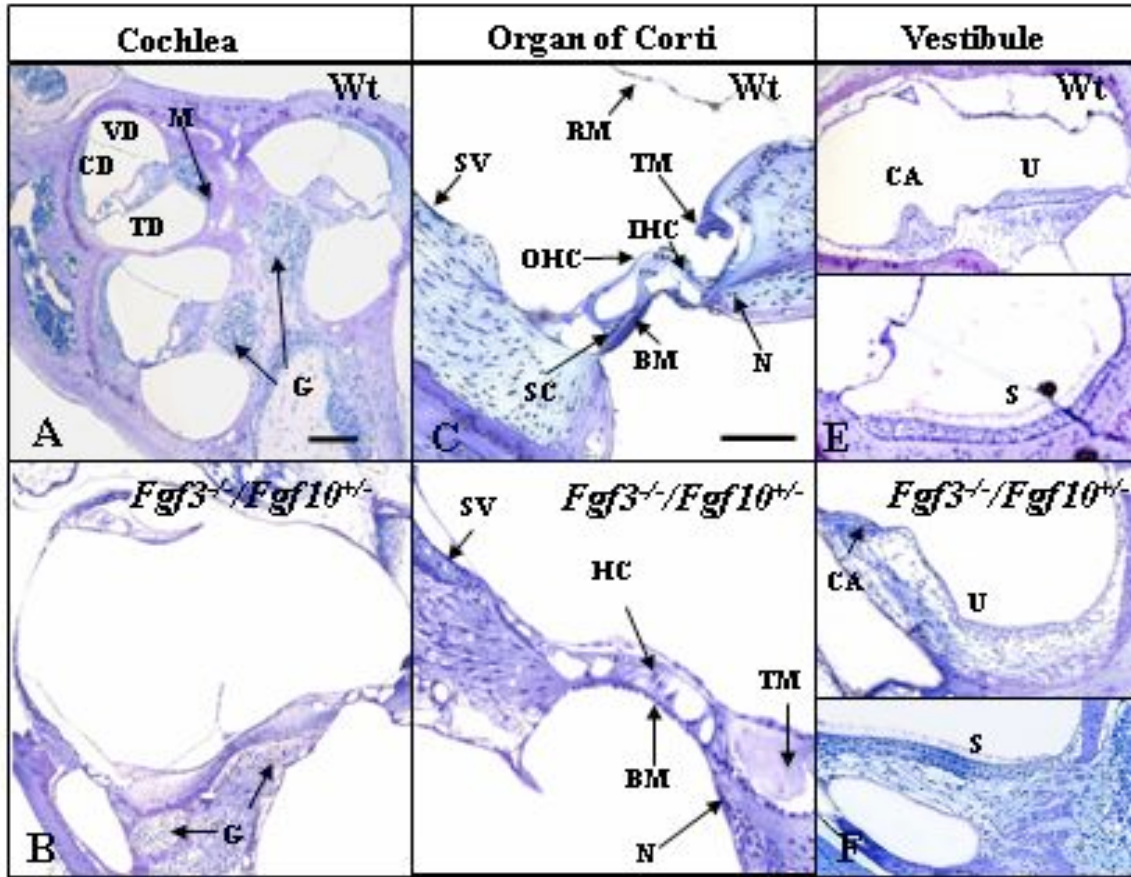 Cochlea
Organ of Corti
Vestibule
Wt
M
VD
CD
TD
G
A
Wt
RM
SV
TM
IHC
OHC
BM
N
SC
C
Wt
CA
U
S
E
Fgf3-/-/Fgf10+/-
G
B
Fgf3-/-/Fgf10+/-
SV
HC
TM
BM
N
Fgf3-/-/Fgf10+/-
CA
U
S
F